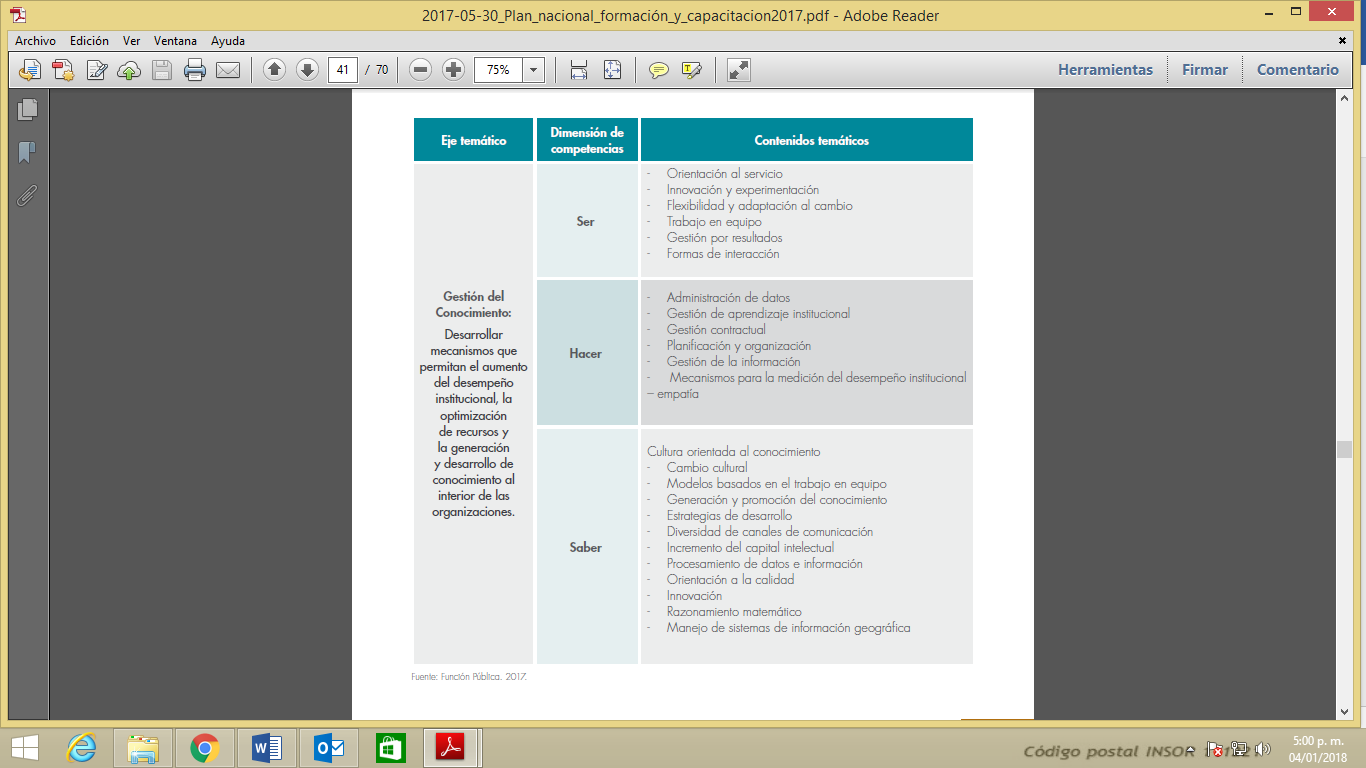 2017-05-30_Plan_nacional_formación_y_capacitacion2017.pdf - Adobe Reader
Archivo Edición Ver Ventana Ayuda
41 / 70 75% Herramientas Firmar Comentario
Eje temático
Dimensión de
competencias
Contenidos temáticos
Gestión del
Conocimiento:
Desarrollar
mecanismos que
permitan el aumento
del desempeño
institucional, la
optimización
de recursos y
la generación
y desarrollo de
conocimiento al
interior de las
organizaciones.
Ser
- Orientación al servicio
- Innovación y experimentación
- Flexibilidad y adaptación al cambio
- Trabajo en equipo
- Gestión por resultados
- Formas de interacción
Hacer
- Administración de datos
- Gestión de aprendizaje institucional
- Gestión contractual
- Planificación y organización
- Gestión de la información
- Mecanismos para la medición del desempeño institucional
– empatía
Saber
Cultura orientada al conocimiento
- Cambio cultural
- Modelos basados en el trabajo en equipo
- Generación y promoción del conocimiento
- Estrategias de desarrollo
- Diversidad de canales de comunicación
- Incremento del capital intelectual
- Procesamiento de datos e información
- Orientación a la calidad
- Innovación
- Razonamiento matemático
- Manejo de sistemas de información geográfica
Fuente: Función Pública. 2017.
Código postal INSOR
5:00 p. m.
04/01/2018